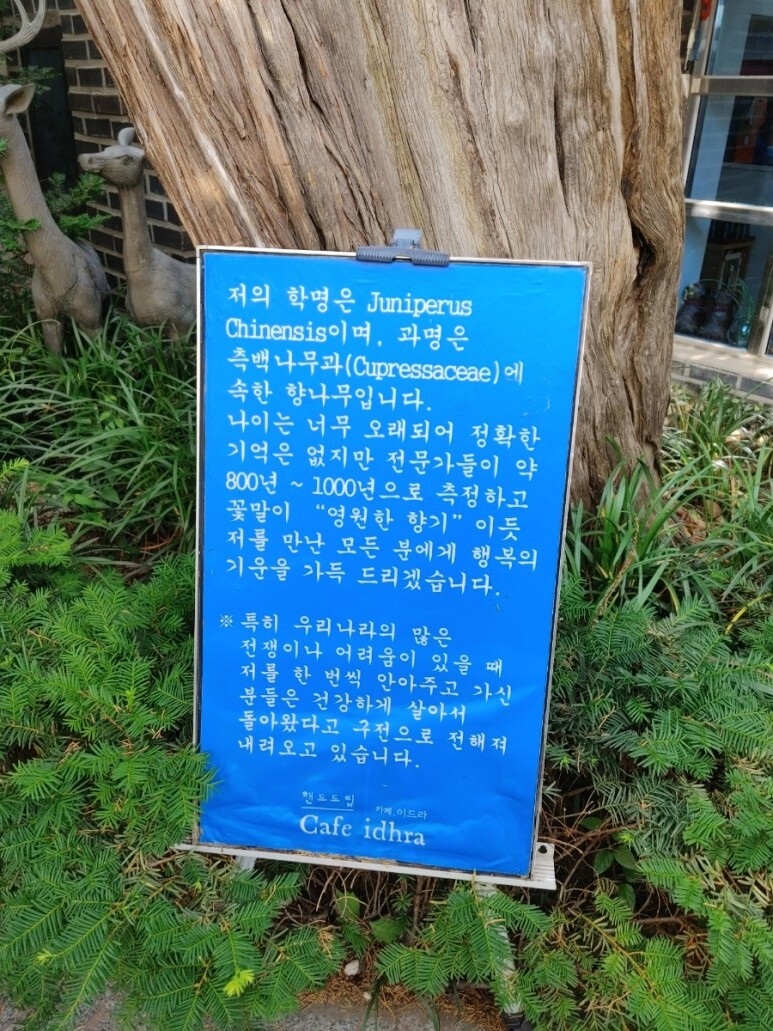 저의 학명은 Juniperus
Chinensis이며, 과명은
측백나무과(Cupressaceae)에
속한 향나무입니다.
나이는 너무 오래되어 정확한
기억은 없지만 전문가들이 약
800년 ~ 1000년으로 측정하고
꽃말이 “영원한 향기” 이듯
저를 만난 모든 분에게 행복의
기운을 가득 드리겠습니다.
※ 특히 우리나라의 많은
전쟁이나 어려움이 있을 때
저를 한 번씩 안아주고 가신
분들은 건강하게 살아서
돌아왔다고 구전으로 전해져
내려오고 있습니다.
핸드드립 카페,이드라
Cafe idhra